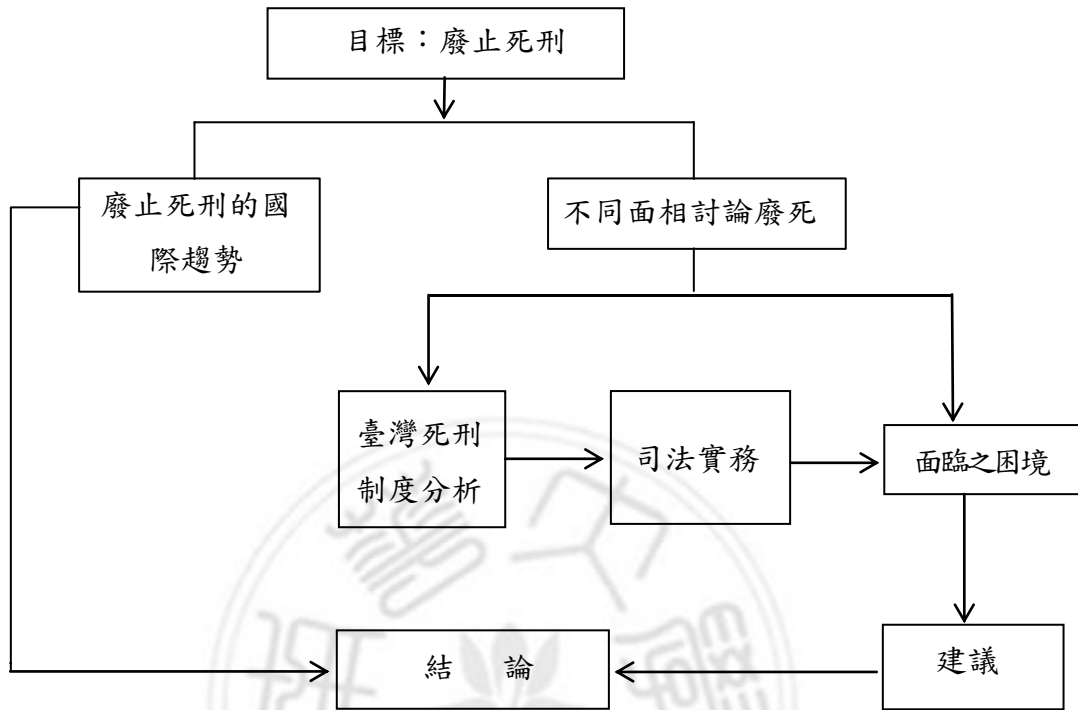 目標：廢止死刑
廢止死刑的國
際趨勢
不同面相討論廢死
臺灣死刑
制度分析
司法實務
面臨之困境
結 論
建議